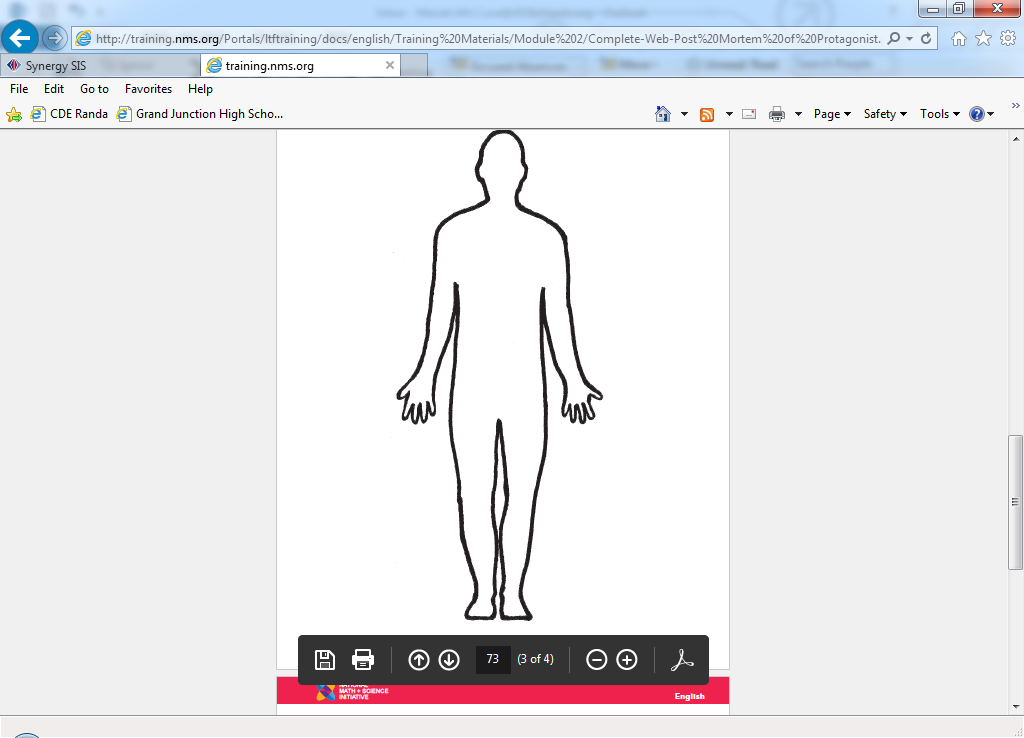 http://training.nms.org/Portals/ltftraining/docs/english/Training%20Materials/Module%202/Complete-Web-Post%20Mortem%20of%20Protagonist.
Synergy SIS
training.nms.org
File Edit Go to Favorites Help
CDE Randa Grand Junction High Scho...
Page Safety Tools
73 (3 of 4)
NATIONAL
MATH + SCIENCE
INITIATIVE
English